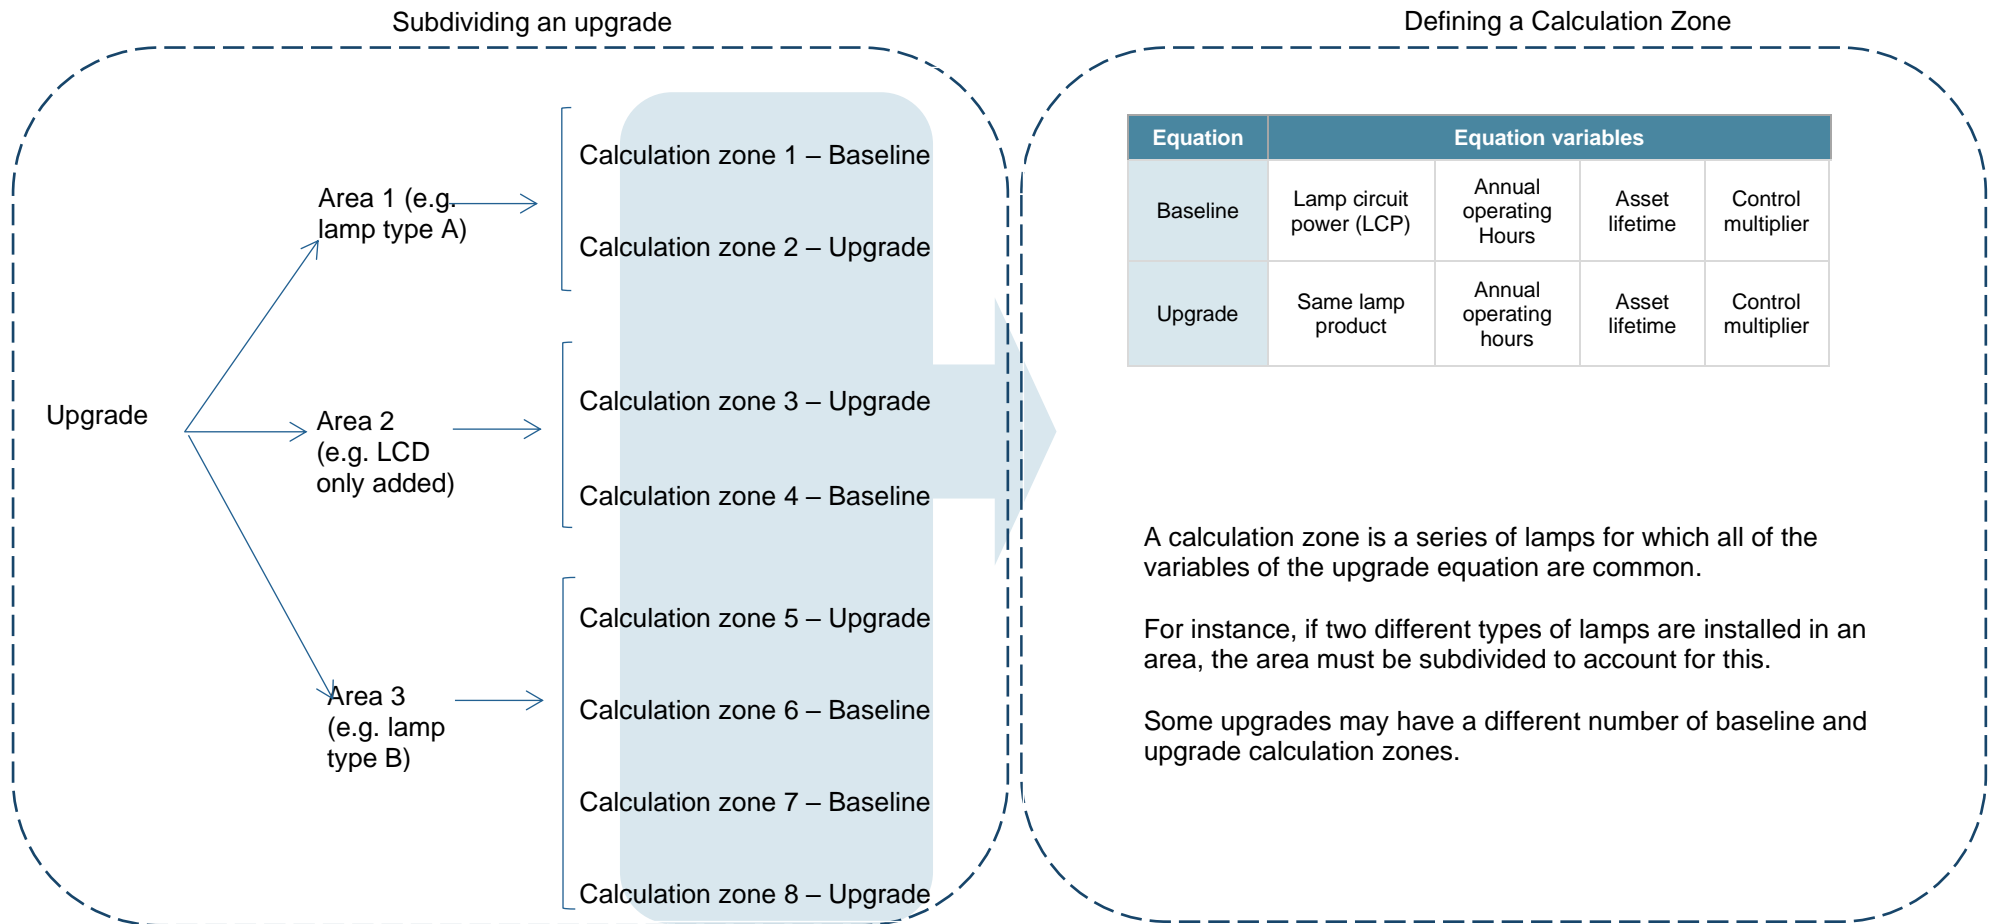 Subdividing an upgrade
Upgrade
Area 1 (e.g.
lamp type A)
Area 2
(e.g. LCD
only added)
Area 3
(e.g. lamp
type B)
Calculation zone 1 – Baseline
Calculation zone 2 – Upgrade
Calculation zone 3 – Upgrade
Calculation zone 4 – Baseline
Calculation zone 5 – Upgrade
Calculation zone 6 – Baseline
Calculation zone 7 – Baseline
Calculation zone 8 – Upgrade
Defining a Calculation Zone
Equation
Equation variables
Baseline
Lamp circuit
power (LCP)
Annual
operating
Hours
Asset
lifetime
Control
multiplier
Upgrade
Same lamp
product
Annual
operating
hours
Asset
lifetime
Control
multiplier
A calculation zone is a series of lamps for which all of the
variables of the upgrade equation are common.
For instance, if two different types of lamps are installed in an
area, the area must be subdivided to account for this.
Some upgrades may have a different number of baseline and
upgrade calculation zones.